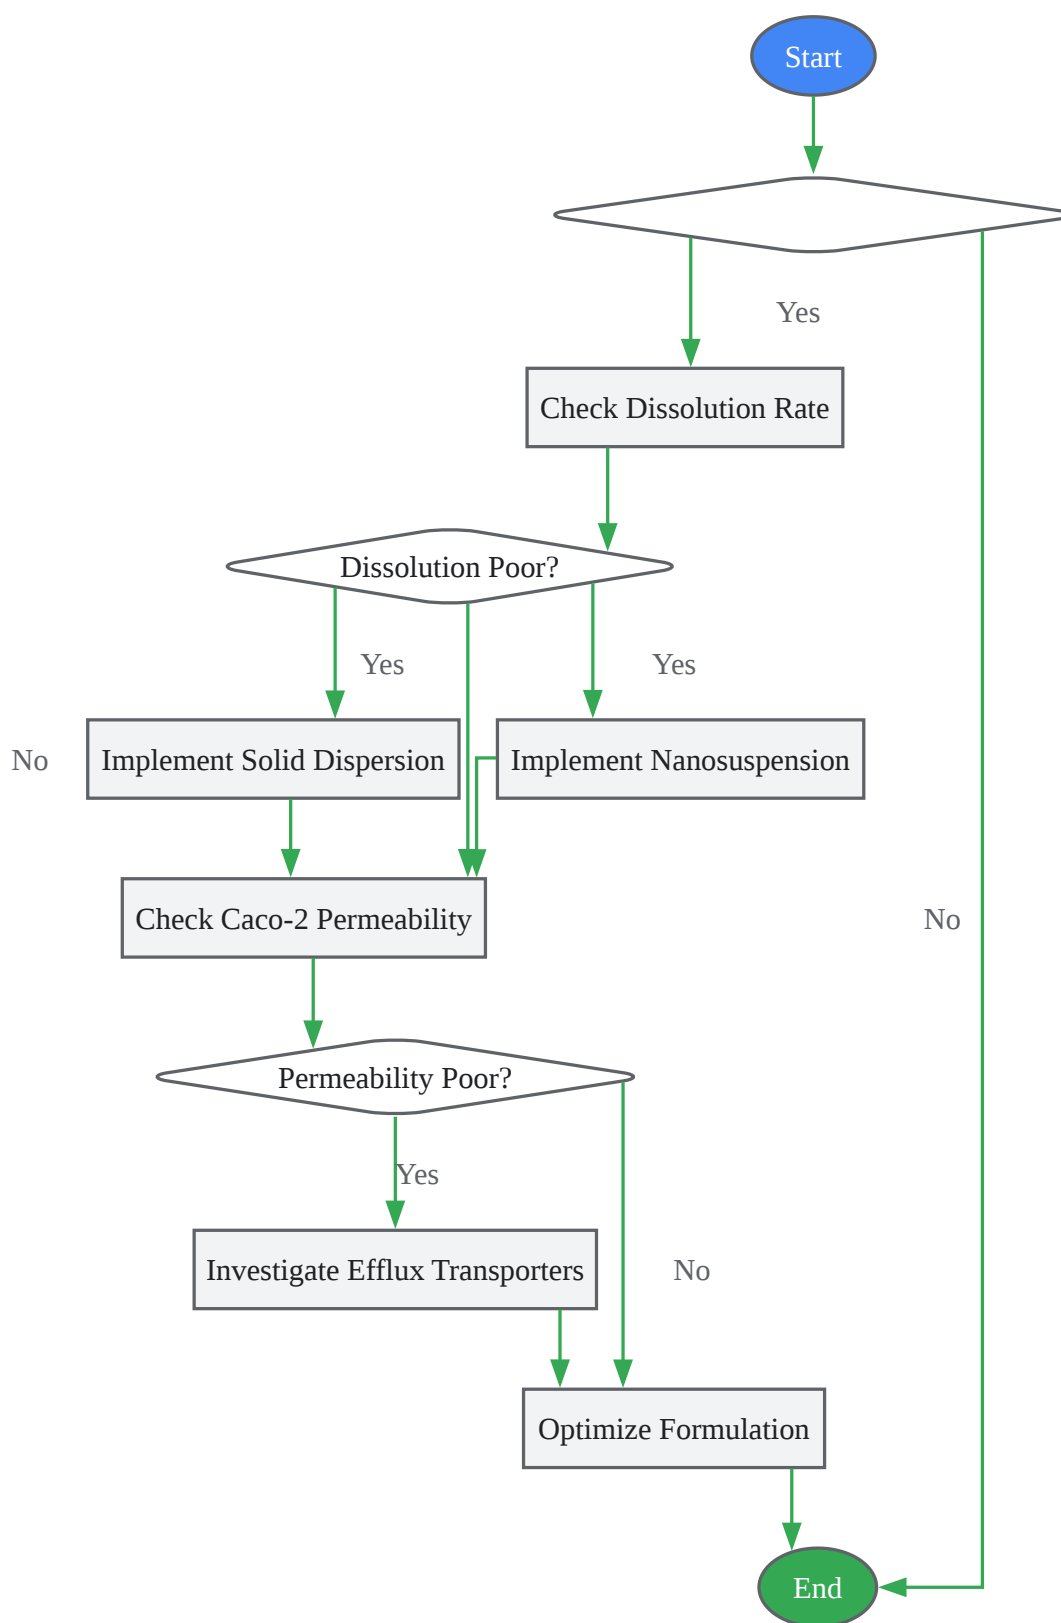 Start
Yes
Check Dissolution Rate
Dissolution Poor?
Yes
Yes
No
Implement Solid Dispersion
Implement Nanosuspension
Check Caco-2 Permeability
No
Permeability Poor?
Yes
Investigate Efflux Transporters
No
Optimize Formulation
End